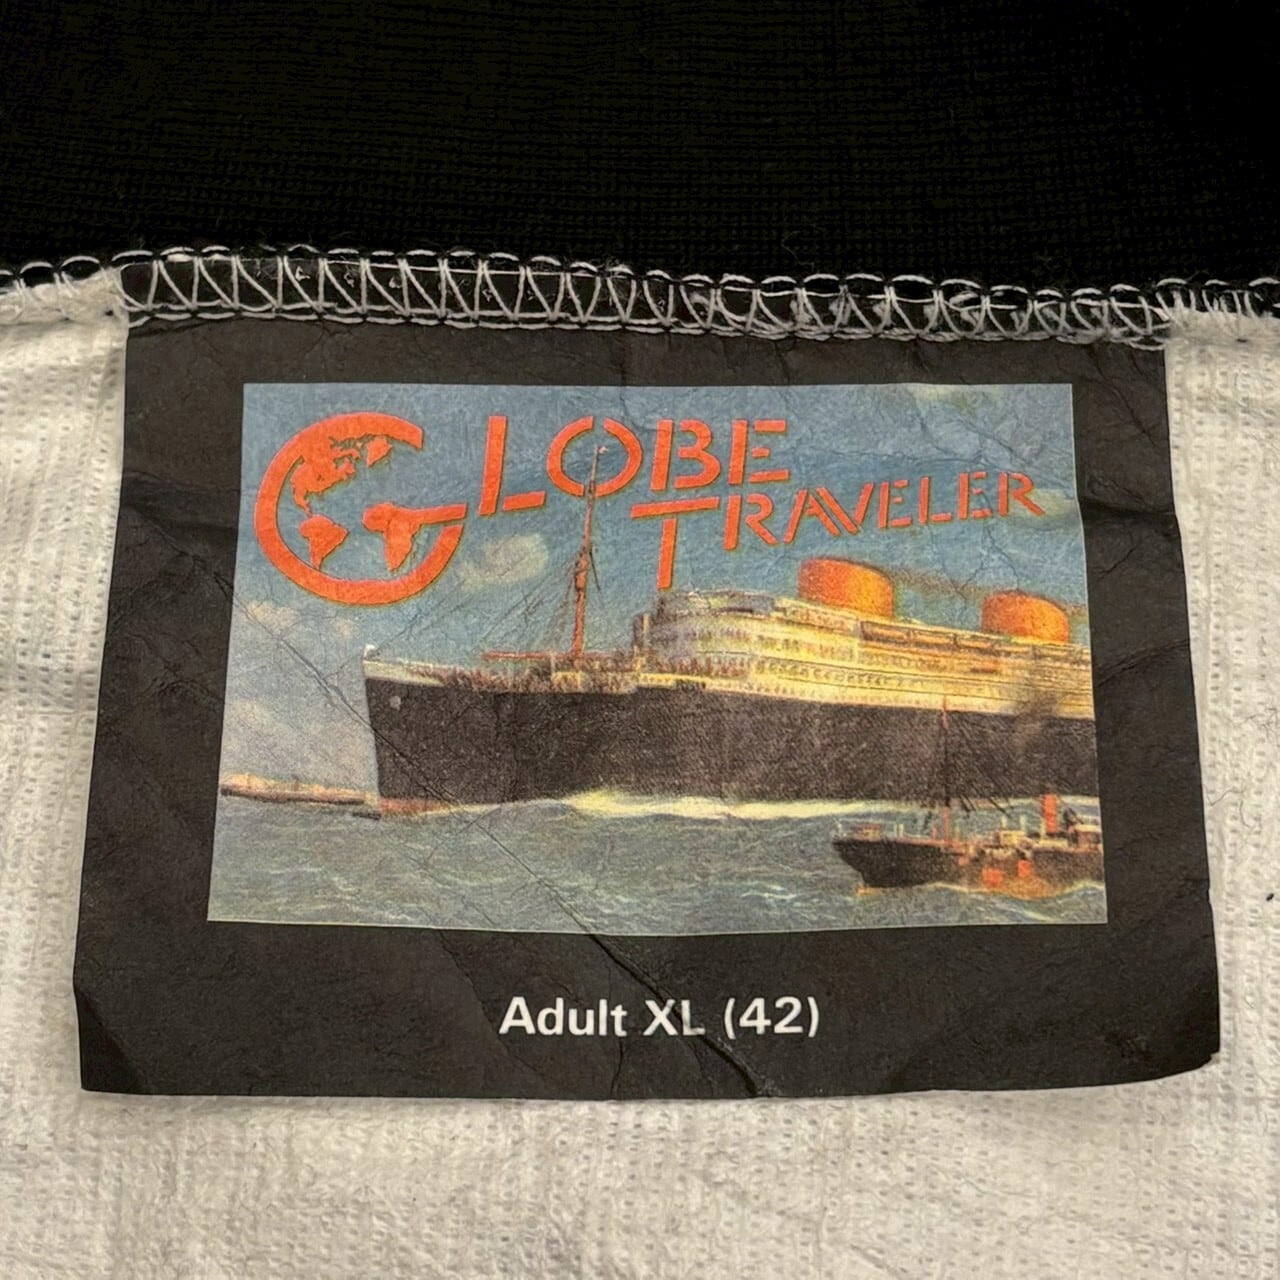 GLOBE
TRAVELER
Adult XL (42)